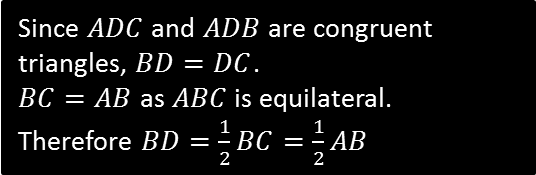 Since ADC and ADB are congruent
triangles, BD = DC.
BC = AB as ABC is equilateral.
Therefore BD = 1/2 BC = 1/2 AB